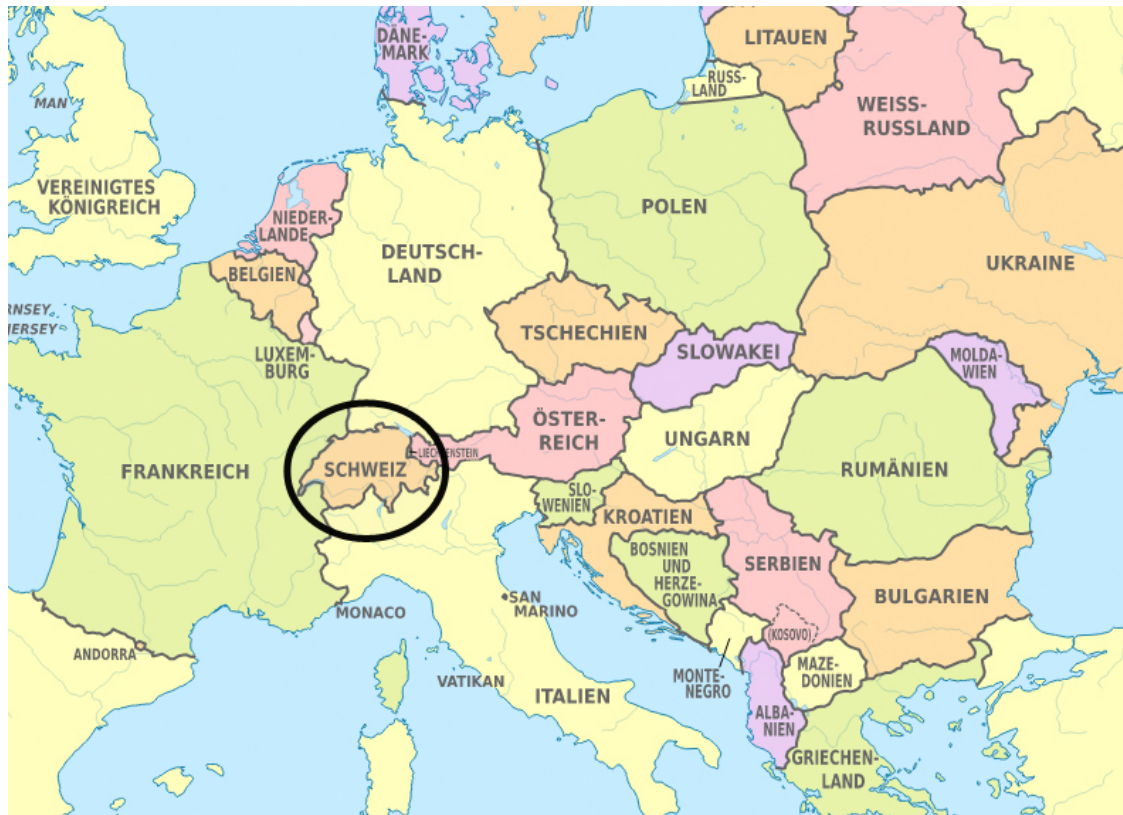 DÄNE-
MARK
LITAUEN
RUSS-
LAND
MAN
WEISS-
RUSSLAND
VEREINIGTES
KÖNIGREICH
NIEDER-
LANDE
POLEN
DEUTSCH-
LAND
BELGIEN
UKRAINE
RNSEY
JERSEY
TSCHECHIEN
LUXEM-
BURG
SLOWAKEI
MOLDA-
WIEN
ÖSTER-
REICH
UNGARN
LIECHTENSTEIN
FRANKREICH
SCHWEIZ
RUMÄNIEN
SLO-
WENIEN
KROATIEN
BOSNIEN
UND
HERZE-
GOWINA
SERBIEN
SAN
MARINO
MONACO
BULGARIEN
(KOSOVO)
ANDORRA
MONTE-
NEGRO
MAZE-
DONIEN
VATIKAN
ITALIEN
ALBA-
NIEN
GRIECHEN-
LAND